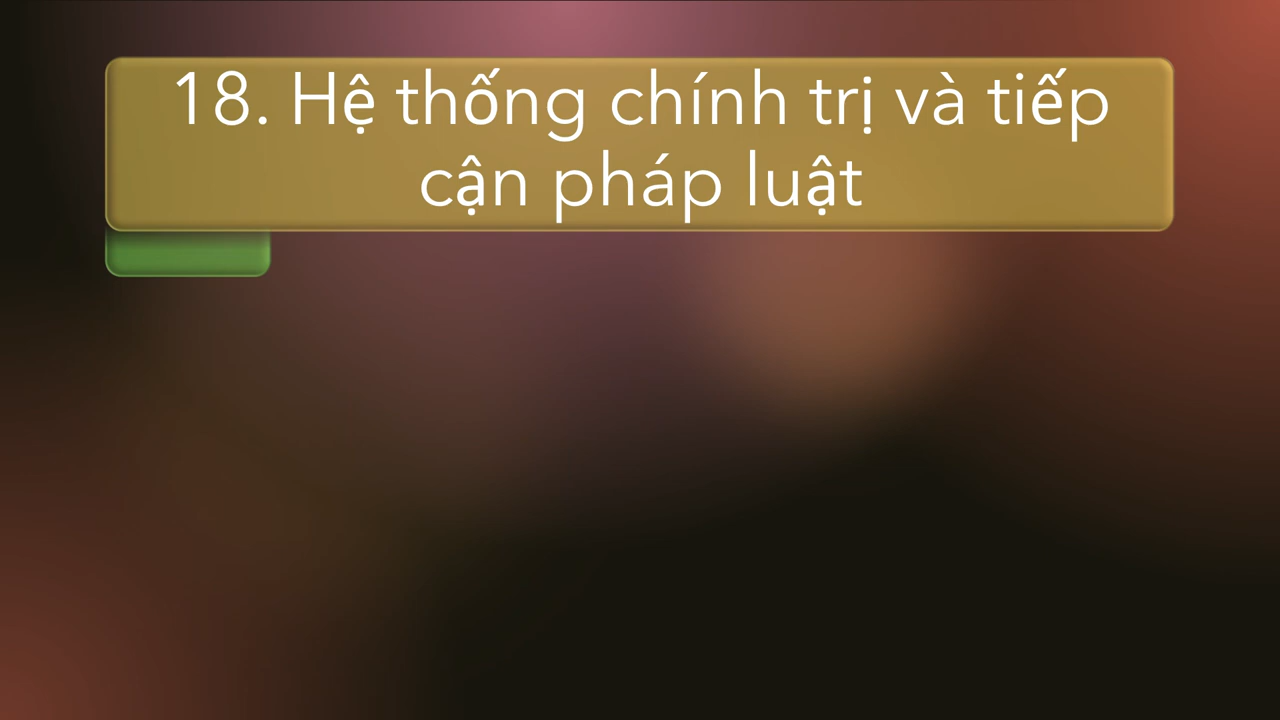 18. Hệ thống chính trị và tiếp
cận pháp luật